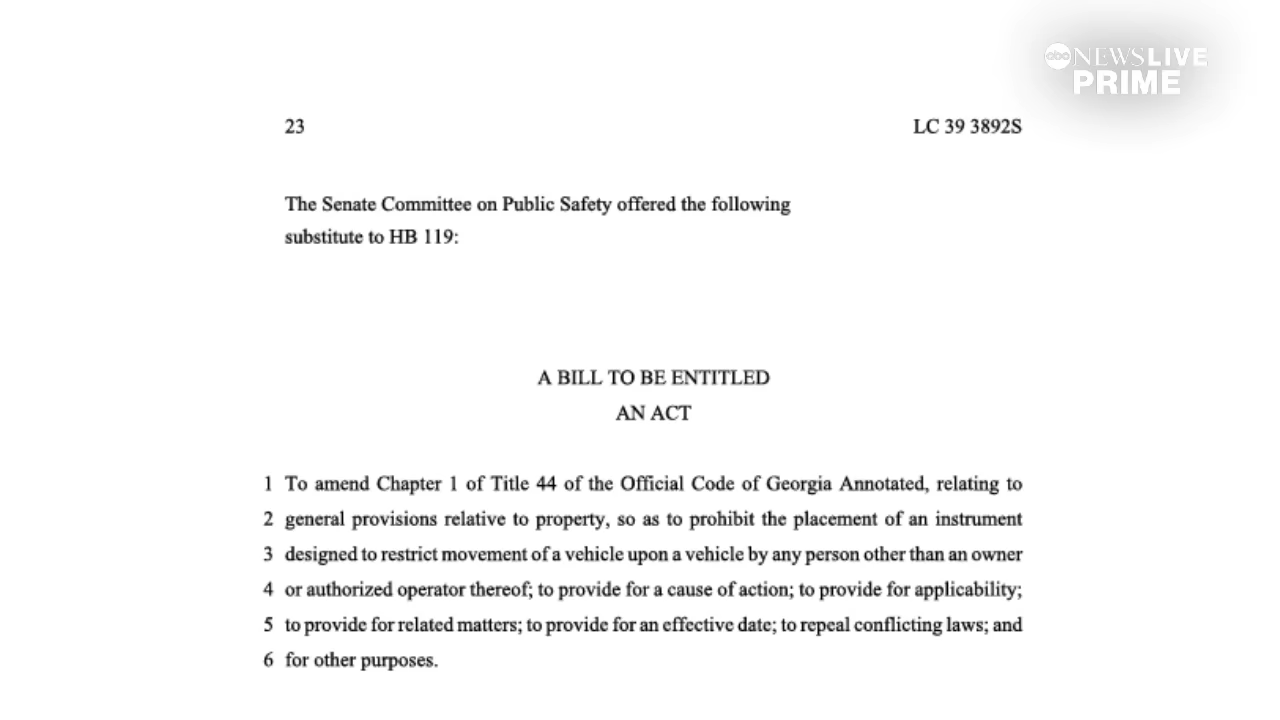 abc NEWS LIVE
PRIME
23 LC 39 3892S
The Senate Committee on Public Safety offered the following
substitute to HB 119:
A BILL TO BE ENTITLED
AN ACT
1 To amend Chapter 1 of Title 44 of the Official Code of Georgia Annotated, relating to
2 general provisions relative to property, so as to prohibit the placement of an instrument
3 designed to restrict movement of a vehicle upon a vehicle by any person other than an owner
4 or authorized operator thereof; to provide for a cause of action; to provide for applicability;
5 to provide for related matters; to provide for an effective date; to repeal conflicting laws; and
6 for other purposes.